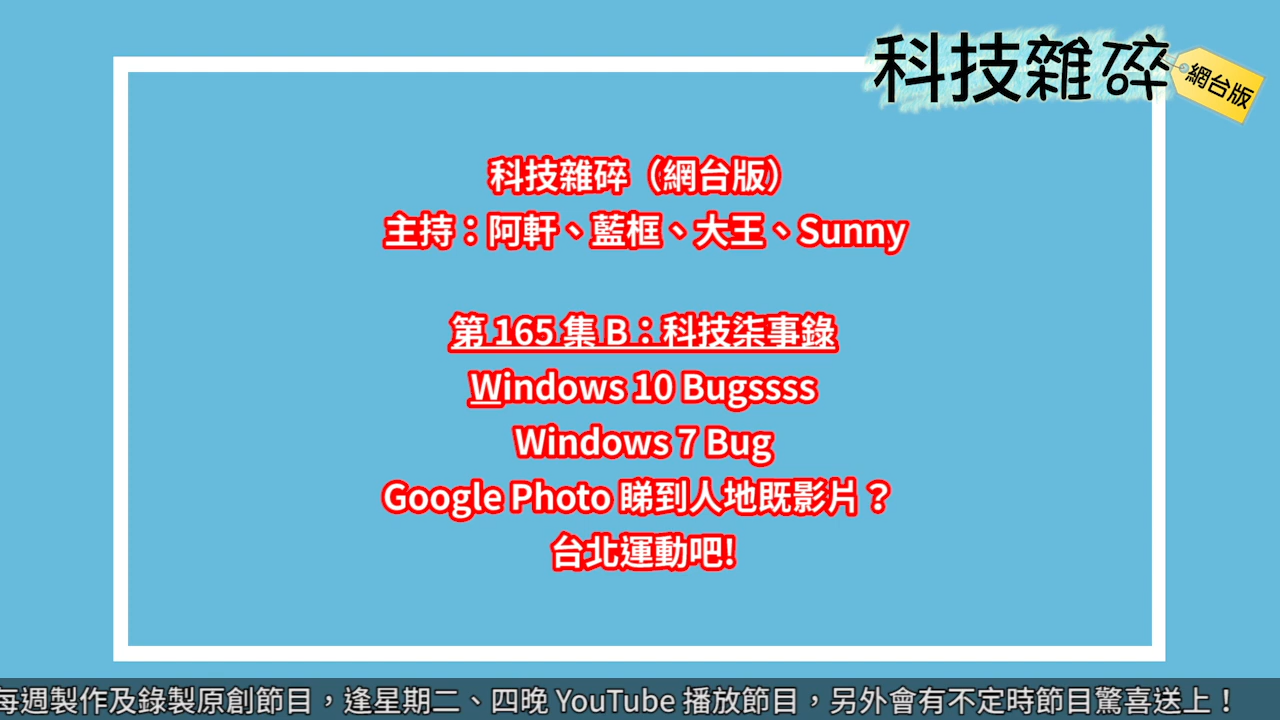 科技雜碎
網台版
科技雜碎（網台版）
主持：阿軒、藍框、大王、Sunny
第 165 集 B：科技柒事錄
Windows 10 Bugssss
Windows 7 Bug
Google Photo 睇到人地既影片？
台北運動吧!
每週製作及錄製原創節目，逢星期二、四晚 YouTube 播放節目，另外會有不定時節目驚喜送上！